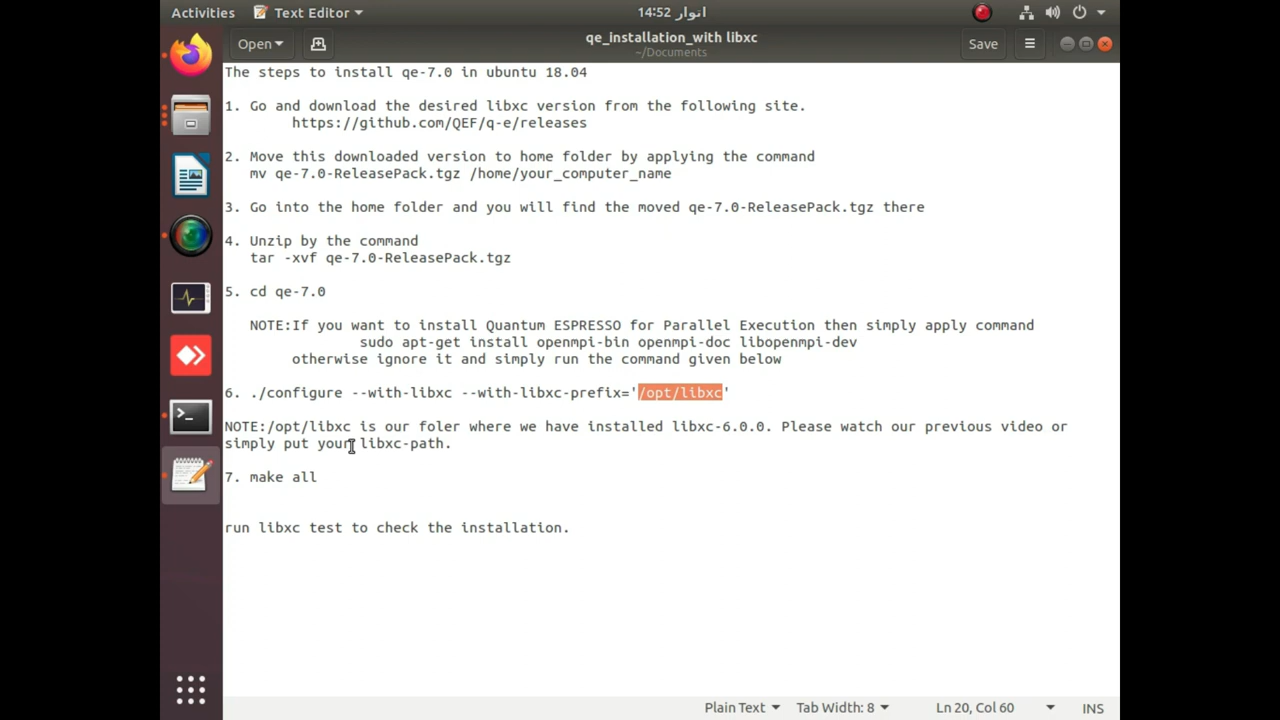 Activities Text Editor انوار 14:52
Open qe_installation_with libxc Save
~/Documents
The steps to install qe-7.0 in ubuntu 18.04
1. Go and download the desired libxc version from the following site.
https://github.com/QEF/q-e/releases
2. Move this downloaded version to home folder by applying the command
mv qe-7.0-ReleasePack.tgz /home/your_computer_name
3. Go into the home folder and you will find the moved qe-7.0-ReleasePack.tgz there
4. Unzip by the command
tar -xvf qe-7.0-ReleasePack.tgz
5. cd qe-7.0
NOTE:If you want to install Quantum ESPRESSO for Parallel Execution then simply apply command
sudo apt-get install openmpi-bin openmpi-doc libopenmpi-dev
otherwise ignore it and simply run the command given below
6. ./configure --with-libxc --with-libxc-prefix='/opt/libxc'
NOTE:/opt/libxc is our foler where we have installed libxc-6.0.0. Please watch our previous video or
simply put your libxc-path.
7. make all
run libxc test to check the installation.
Plain Text Tab Width: 8 Ln 20, Col 60 INS